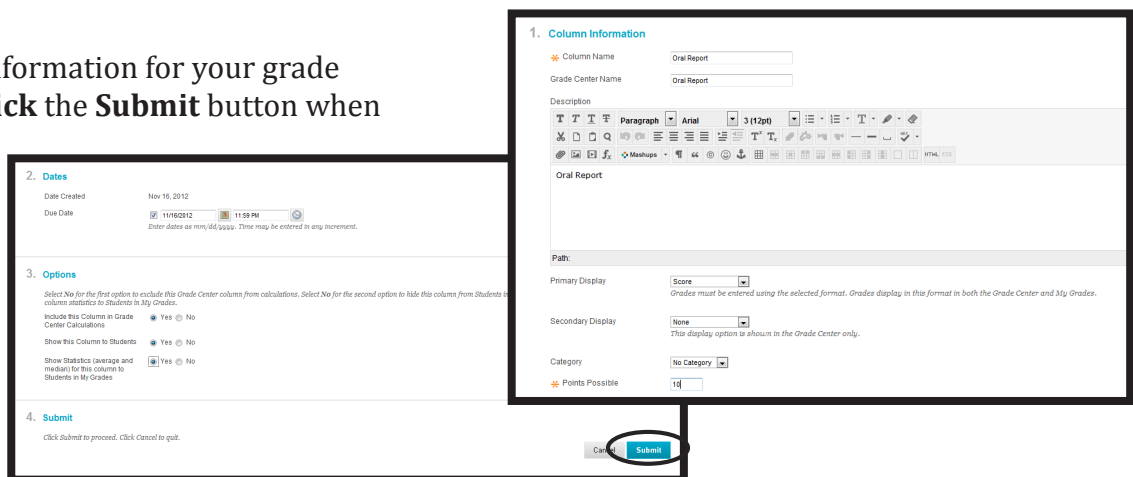 formation for your grade
ick the Submit button when
1. Column Information
Column Name Oral Report
Grade Center Name Oral Report
Description
T T T T Paragraph Arial 3 (12pt)
Mashups HTML CSS
Oral Report
Path:
Primary Display Score
Grades must be entered using the selected format. Grades display in this format in both the Grade Center and My Grades.
Secondary Display None
This display option is shown in the Grade Center only.
Category No Category
Points Possible 10
2. Dates
Date Created Nov 16, 2012
Due Date 11/16/2012 11:59 PM
Enter dates as mm/dd/yyyy. Time may be entered in any increment.
3. Options
Select No for the first option to exclude this Grade Center column from calculations. Select No for the second option to hide this column from Students in
column statistics to Students in My Grades.
Include this Column in Grade Yes No
Center Calculations
Show this Column to Students Yes No
Show Statistics (average and Yes No
median) for this column to
Students in My Grades
4. Submit
Click Submit to proceed. Click Cancel to quit.
Cancel Submit